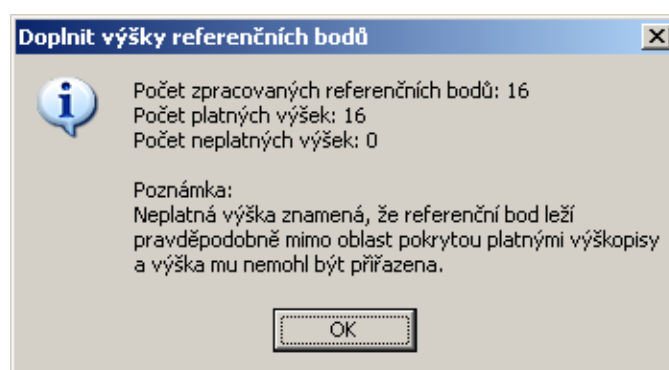 Doplnit výšky referenčních bodů
Počet zpracovaných referenčních bodů: 16
Počet platných výšek: 16
Počet neplatných výšek: 0
Poznámka:
Neplatná výška znamená, že referenční bod leží
pravděpodobně mimo oblast pokrytou platnými výškopisy
a výška mu nemohl být přiřazena.
OK